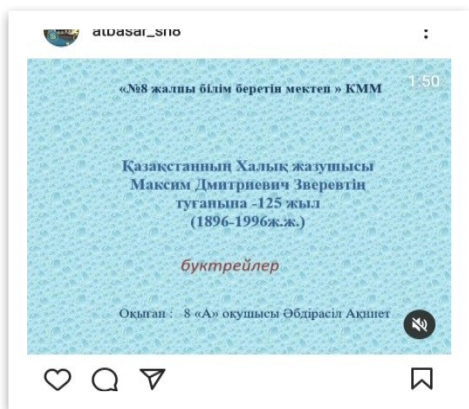 atbasar_sh8
1:50
«№8 жалпы білім беретін мектеп » КММ
Қазақстанның Халық жазушысы
Максим Дмитриевич Зверевтің
туғанына -125 жыл
(1896-1996ж.ж.)
буктрейлер
Оқыған : 8 «А» оқушысы Әбдірасіл Ақниет